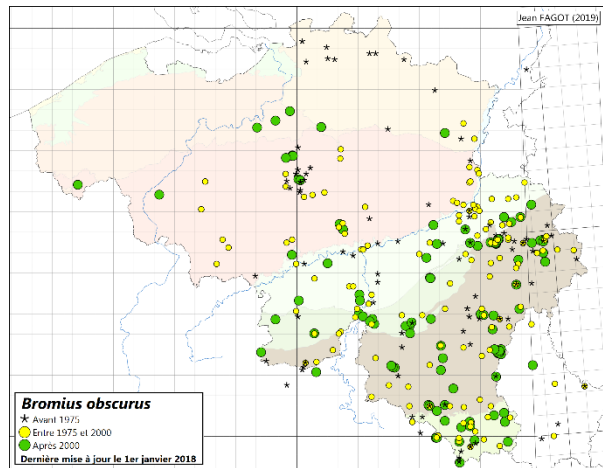 Jean FAGOT (2019)
Bromius obscurus
Avant 1975
Entre 1975 et 2000
Après 2000
Dernière mise à jour le 1er janvier 2018